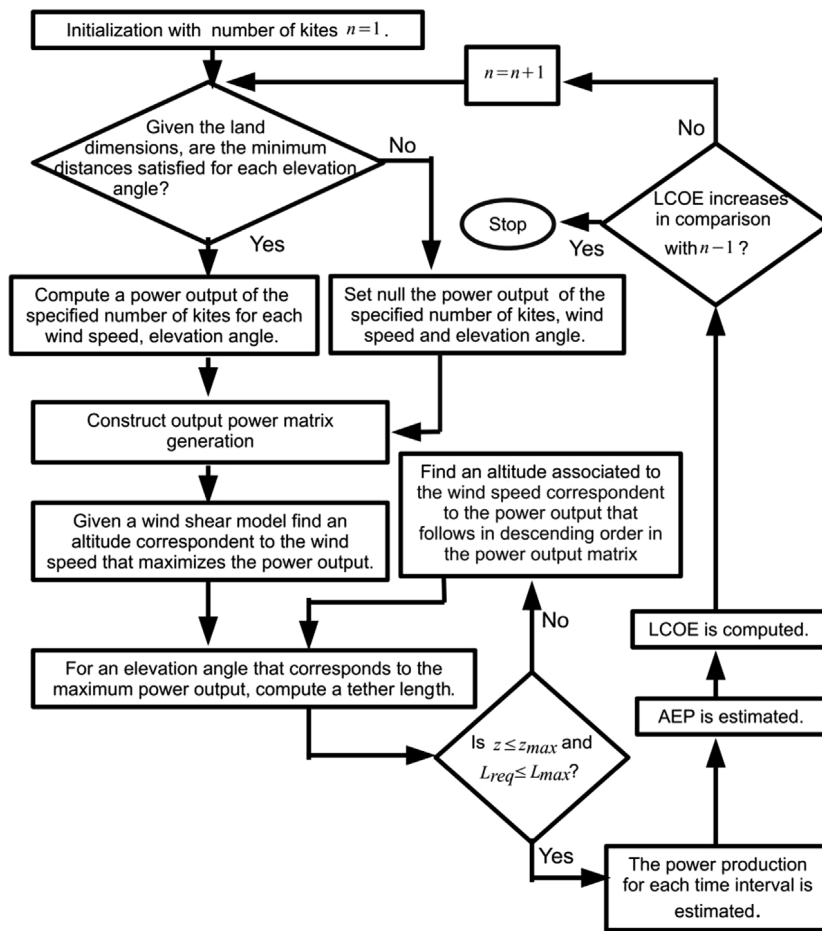 Initialization with number of kites n=1.
n=n+1
Given the land
dimensions, are the minimum
distances satisfied for each elevation
angle?
No
Yes
No
LCOE increases
in comparison
with n−1 ?
Stop
Yes
Compute a power output of the
specified number of kites for each
wind speed, elevation angle.
Set null the power output of the
specified number of kites, wind
speed and elevation angle.
Construct output power matrix
generation
Find an altitude associated to
the wind speed correspondent
to the power output that
follows in descending order in
the power output matrix
Given a wind shear model find an
altitude correspondent to the wind
speed that maximizes the power output.
No
LCOE is computed.
For an elevation angle that corresponds to the
maximum power output, compute a tether length.
AEP is estimated.
Is z≤zmax and
Lreq≤Lmax?
Yes
The power production
for each time interval is
estimated.